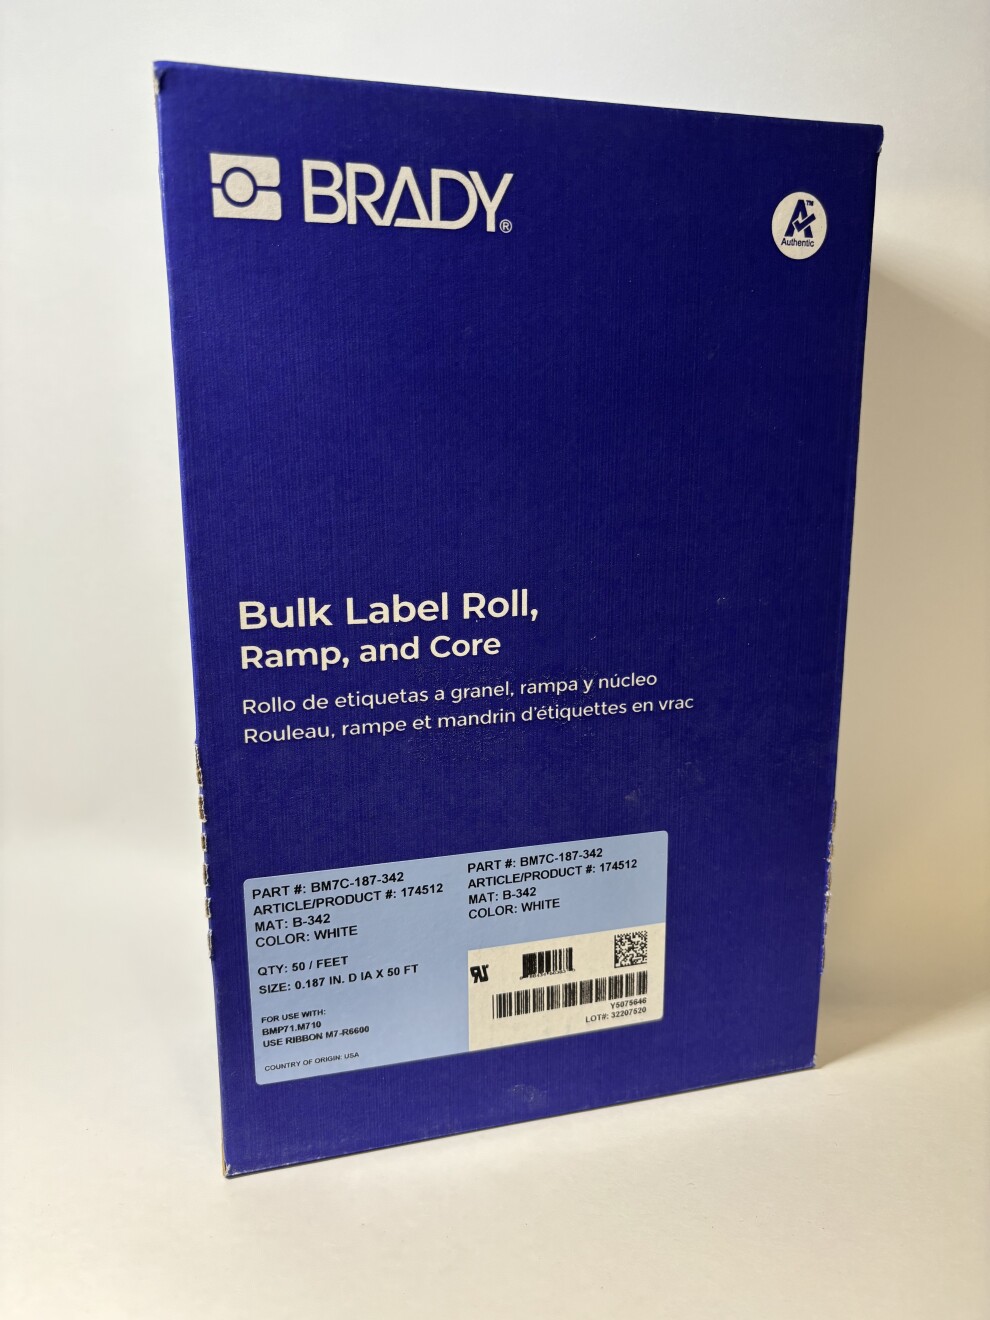 BRADY®
A™
Authentic
Bulk Label Roll,
Ramp, and Core
Rollo de etiquetas a granel, rampa y núcleo
Rouleau, rampe et mandrin d'étiquettes en vrac
PART #: BM7C-187-342
ARTICLE/PRODUCT #: 174512
MAT: B-342
COLOR: WHITE
QTY: 50 / FEET
SIZE: 0.187 IN. D IA X 50 FT
FOR USE WITH:
BMP71.M710
USE RIBBON M7-R6600
COUNTRY OF ORIGIN: USA
PART #: BM7C-187-342
ARTICLE/PRODUCT #: 174512
MAT: B-342
COLOR: WHITE
Y5075646
LOT#: 32207520